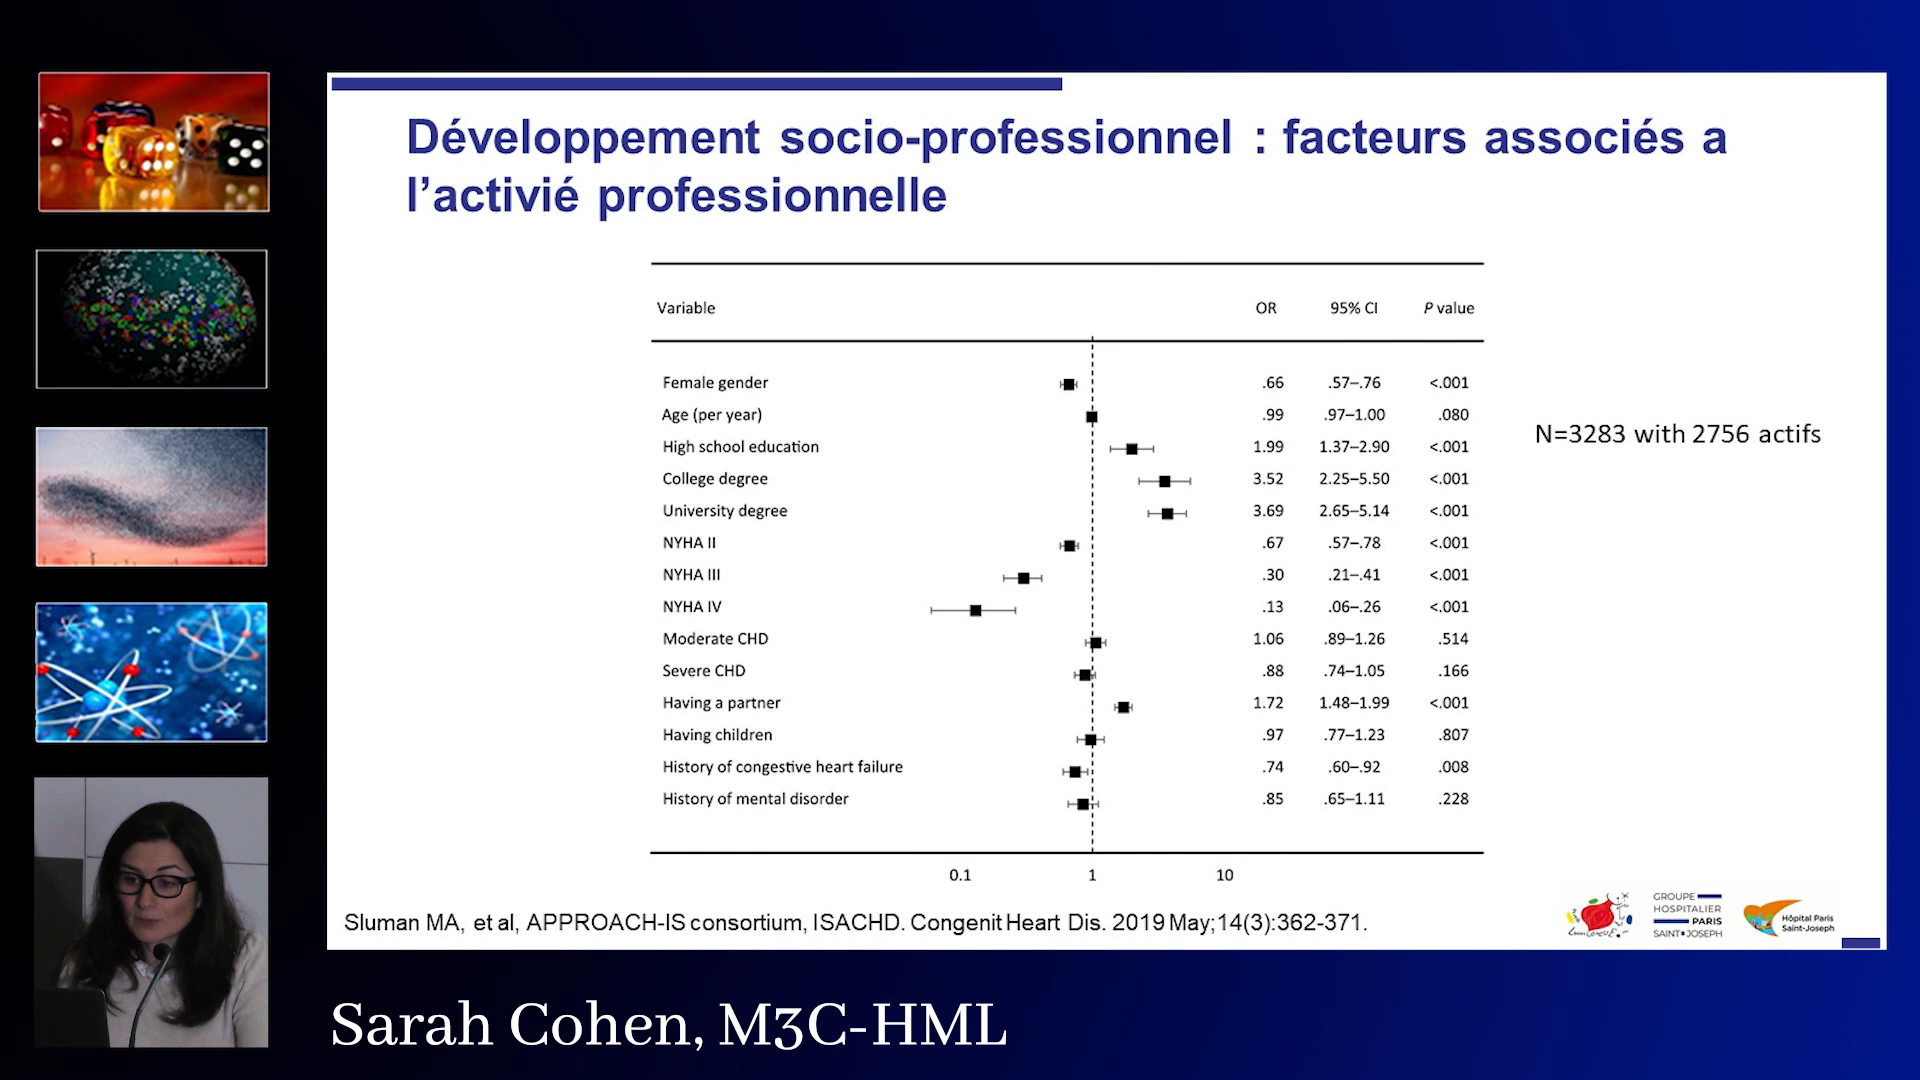 Développement socio-professionnel : facteurs associés a
l’activié professionnelle
Variable OR 95% CI P value
Female gender .66 .57–.76 <.001
Age (per year) .99 .97–1.00 .080
High school education 1.99 1.37–2.90 <.001
College degree 3.52 2.25–5.50 <.001
University degree 3.69 2.65–5.14 <.001
NYHA II .67 .57–.78 <.001
NYHA III .30 .21–.41 <.001
NYHA IV .13 .06–.26 <.001
Moderate CHD 1.06 .89–1.26 .514
Severe CHD .88 .74–1.05 .166
Having a partner 1.72 1.48–1.99 <.001
Having children .97 .77–1.23 .807
History of congestive heart failure .74 .60–.92 .008
History of mental disorder .85 .65–1.11 .228
0.1 1 10
N=3283 with 2756 actifs
Sluman MA, et al, APPROACH-IS consortium, ISACHD. Congenit Heart Dis. 2019 May;14(3):362-371.
GROUPE
HOSPITALIER
PARIS
SAINT JOSEPH
Hôpital Paris
Saint-Joseph
Sarah Cohen, M3C-HML